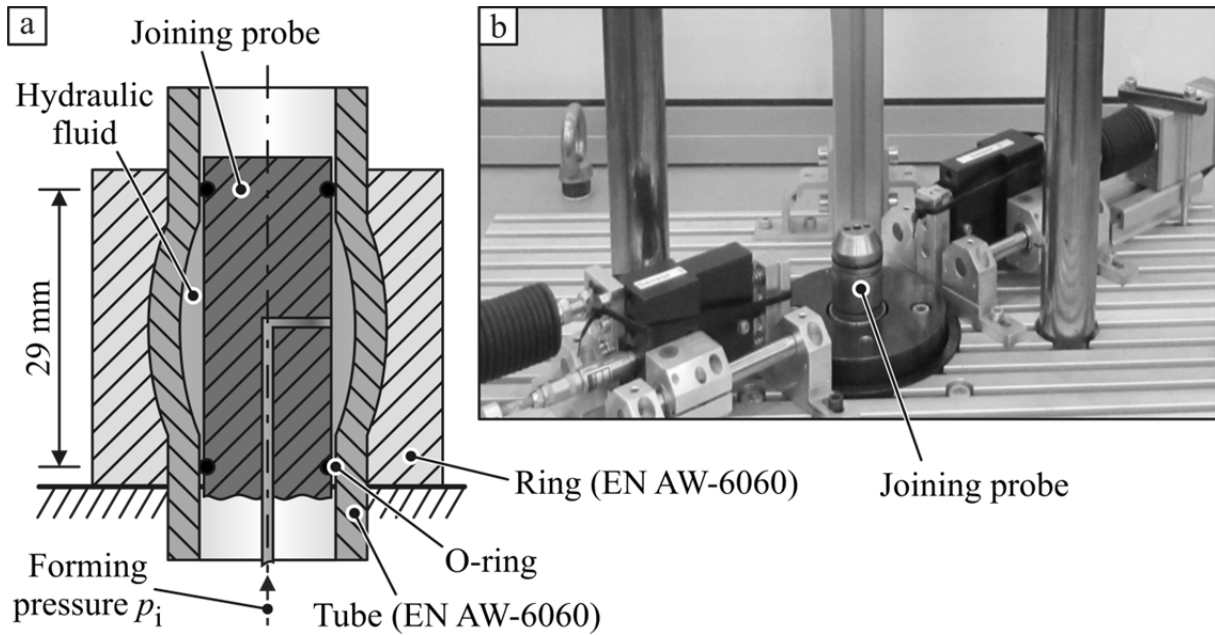 a
Joining probe
Hydraulic
fluid
29 mm
Ring (EN AW-6060)
O-ring
Forming
pressure pi
Tube (EN AW-6060)
b
Joining probe